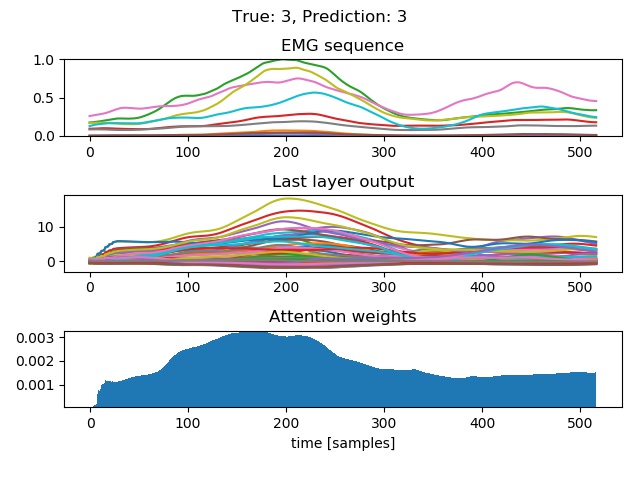 True: 3, Prediction: 3
EMG sequence
1.0
0.5
0.0
0 100 200 300 400 500
Last layer output
10
0
0 100 200 300 400 500
Attention weights
0.003
0.002
0.001
0 100 200 300 400 500
time [samples]